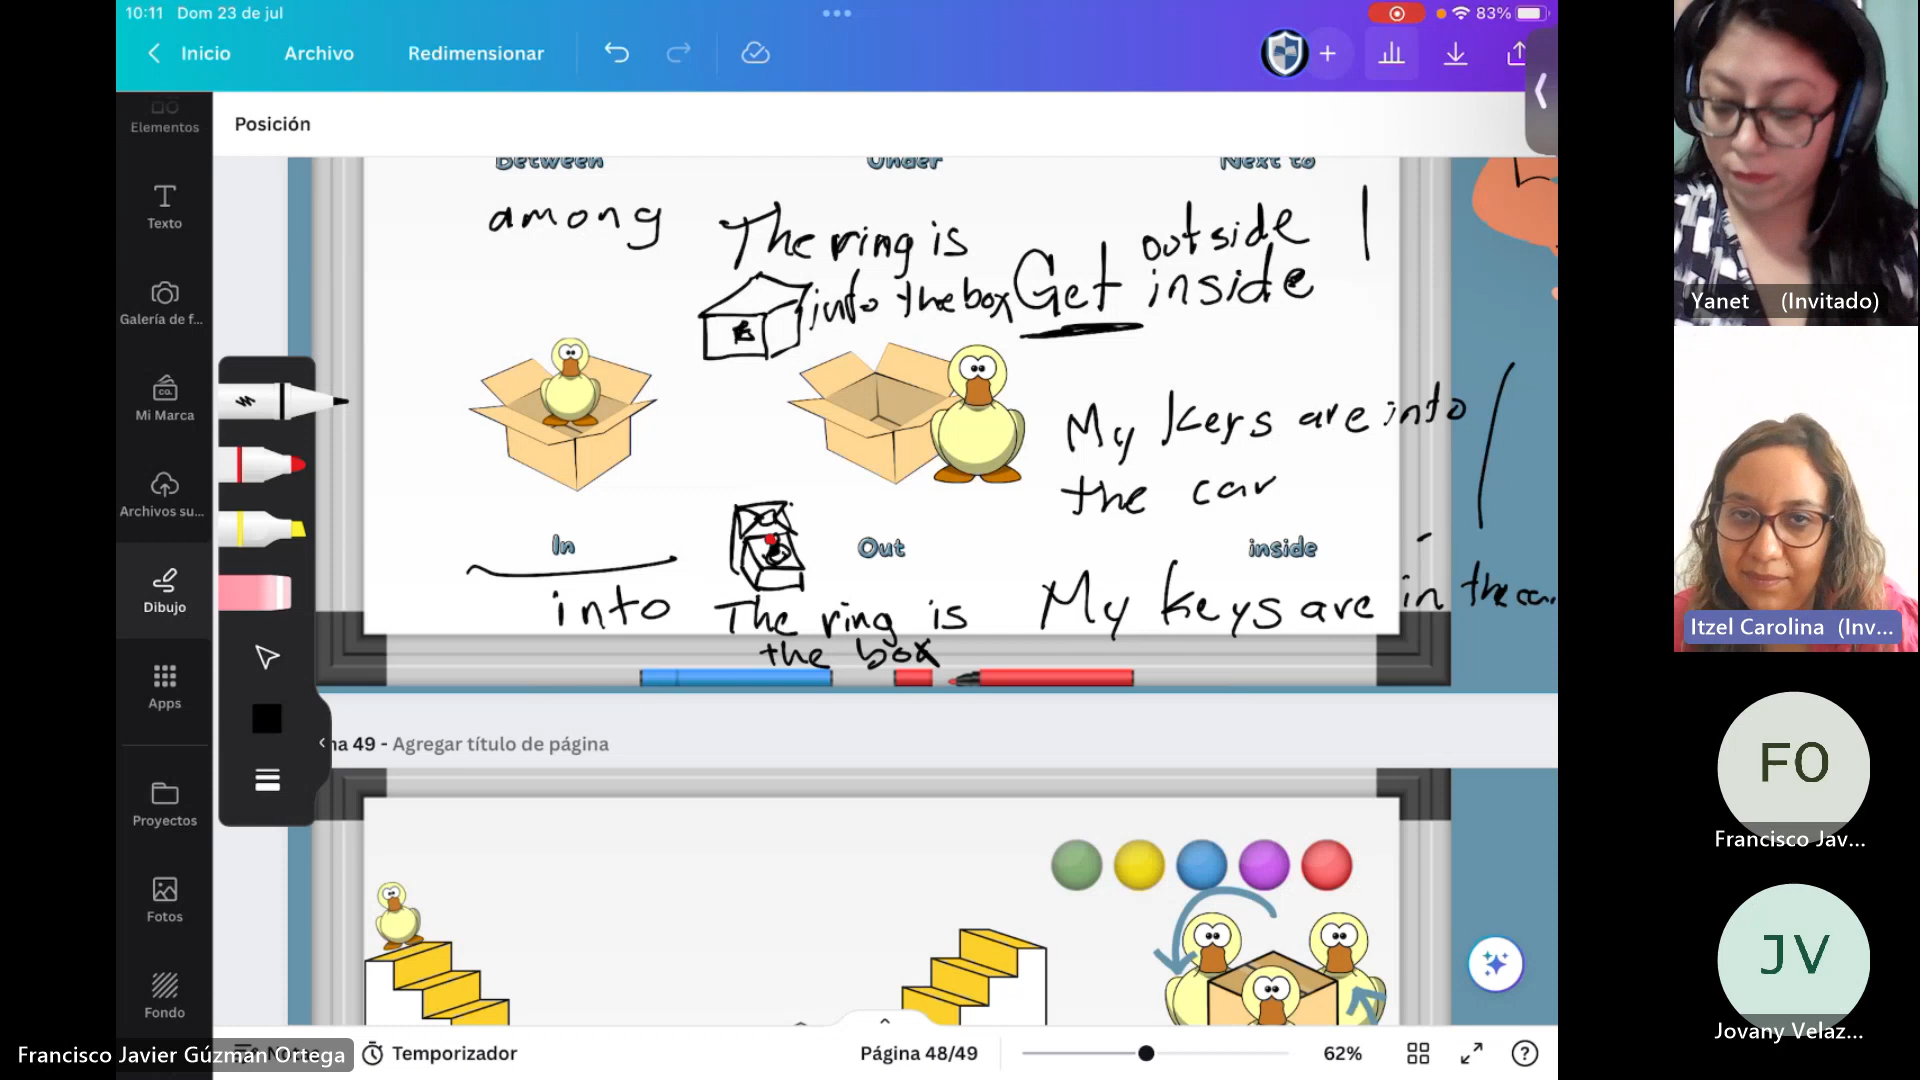 10:11 Dom 23 de jul
83%
Inicio
Archivo
Redimensionar
Elementos
Posición
Texto
Galería de f...
Mi Marca
Archivos su...
Dibujo
Apps
Proyectos
Fotos
Fondo
Between
Under
Next to
among
The ring is
into the box
Get
outside
inside
My keys are into
the car
In
Out
inside
into
The ring is
the box
My keys are in the car
na 49 - Agregar título de página
Francisco Javier Gúzman Ortega
Temporizador
Página 48/49
62%
Yanet (Invitado)
Itzel Carolina (Inv...
FO
Francisco Jav...
JV
Jovany Velaz...